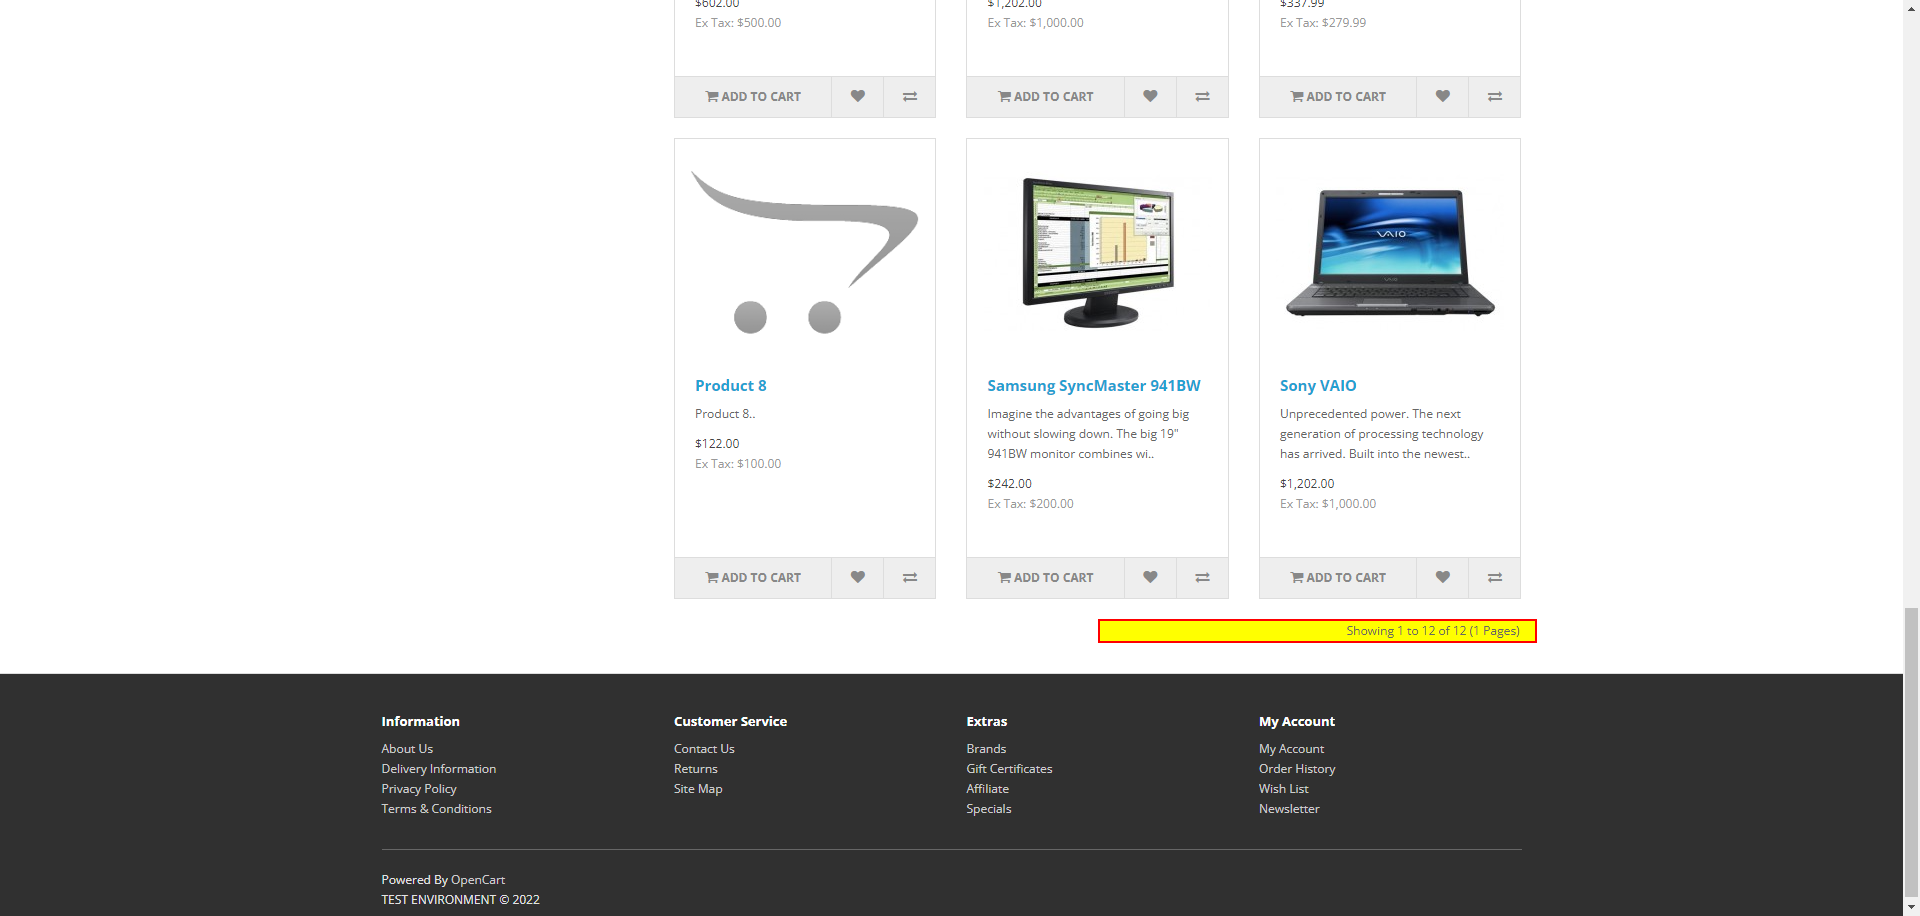 $602.00
Ex Tax: $500.00
$1,202.00
Ex Tax: $1,000.00
$337.99
Ex Tax: $279.99
ADD TO CART
ADD TO CART
ADD TO CART
VAIO
VAIO
Product 8
Product 8..
$122.00
Ex Tax: $100.00
Samsung SyncMaster 941BW
Imagine the advantages of going big
without slowing down. The big 19"
941BW monitor combines wi..
$242.00
Ex Tax: $200.00
Sony VAIO
Unprecedented power. The next
generation of processing technology
has arrived. Built into the newest..
$1,202.00
Ex Tax: $1,000.00
ADD TO CART
ADD TO CART
ADD TO CART
Showing 1 to 12 of 12 (1 Pages)
Information
About Us
Delivery Information
Privacy Policy
Terms & Conditions
Customer Service
Contact Us
Returns
Site Map
Extras
Brands
Gift Certificates
Affiliate
Specials
My Account
My Account
Order History
Wish List
Newsletter
Powered By OpenCart
TEST ENVIRONMENT © 2022